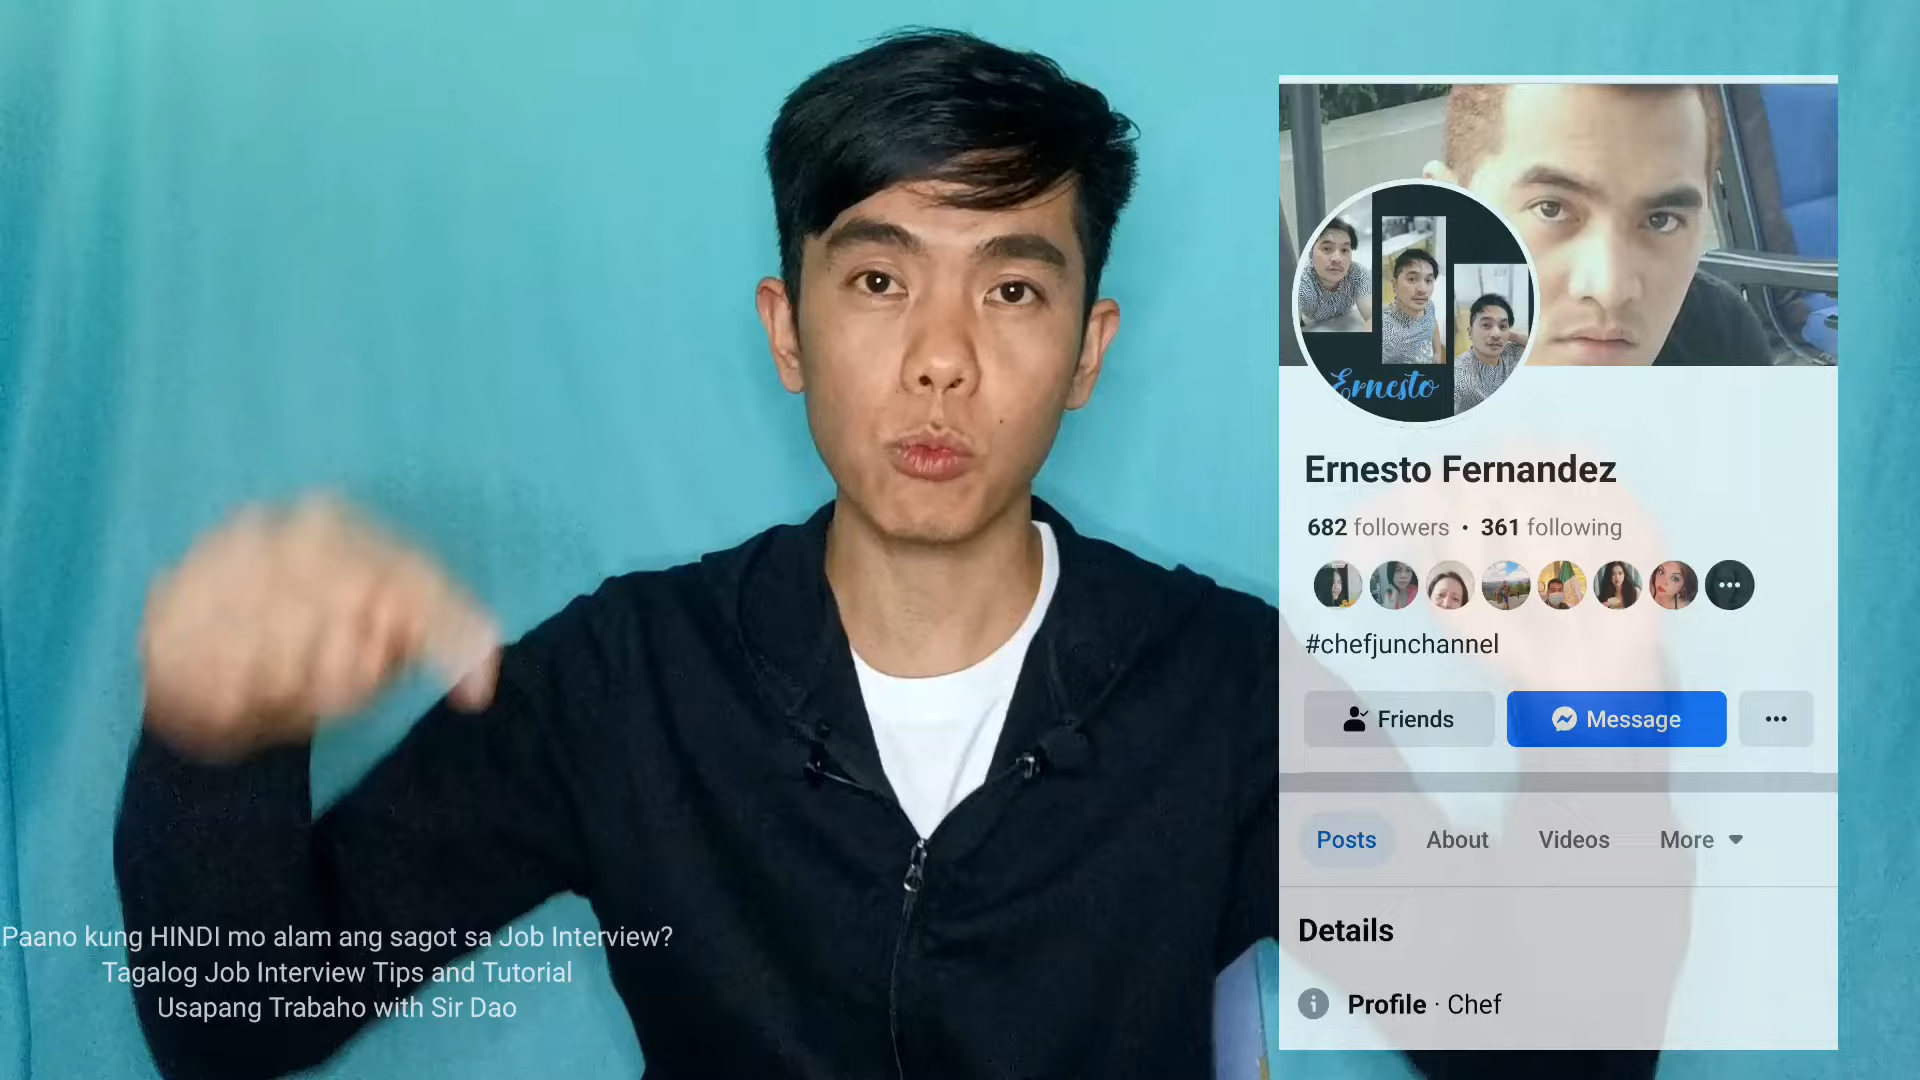 Ernesto
Ernesto Fernandez
682 followers • 361 following
#chefjunchannel
Friends
Message
Posts
About
Videos
More
Details
Profile · Chef
Paano kung HINDI mo alam ang sagot sa Job Interview?
Tagalog Job Interview Tips and Tutorial
Usapang Trabaho with Sir Dao